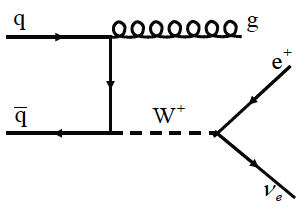 q
g
e⁺
q̅
W⁺
νₑ